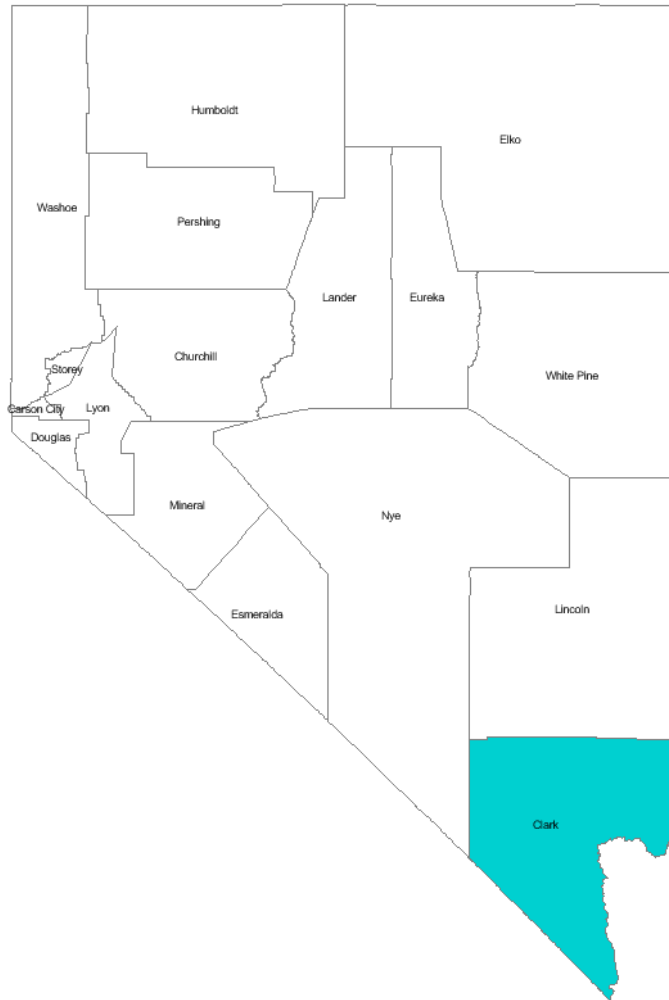 Humboldt
Elko
Washoe
Pershing
Lander
Eureka
Churchill
Storey
White Pine
Carson City
Lyon
Douglas
Mineral
Nye
Esmeralda
Lincoln
Clark